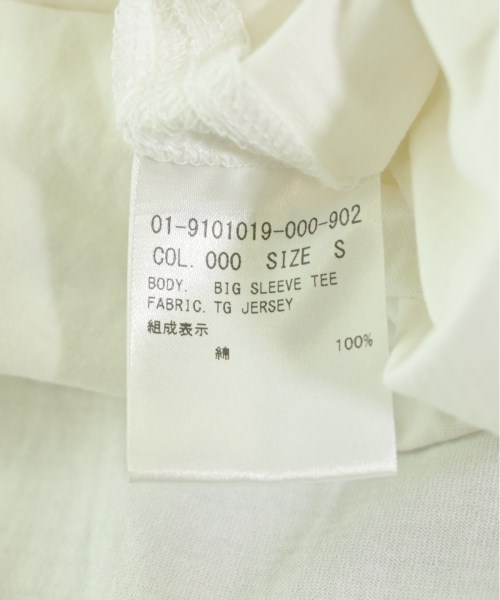 01-9101019-000-902
COL. 000 SIZE S
BODY. BIG SLEEVE TEE
FABRIC. TG JERSEY
組成表示
綿 100%